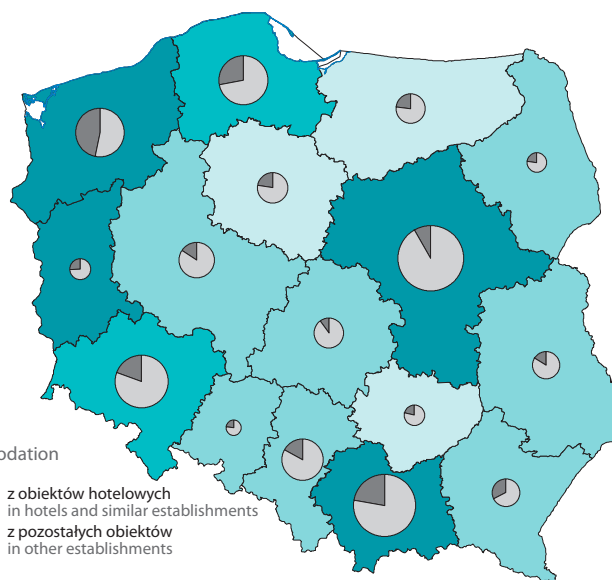 odation
z obiektów hotelowych
in hotels and similar establishments
z pozostałych obiektów
in other establishments